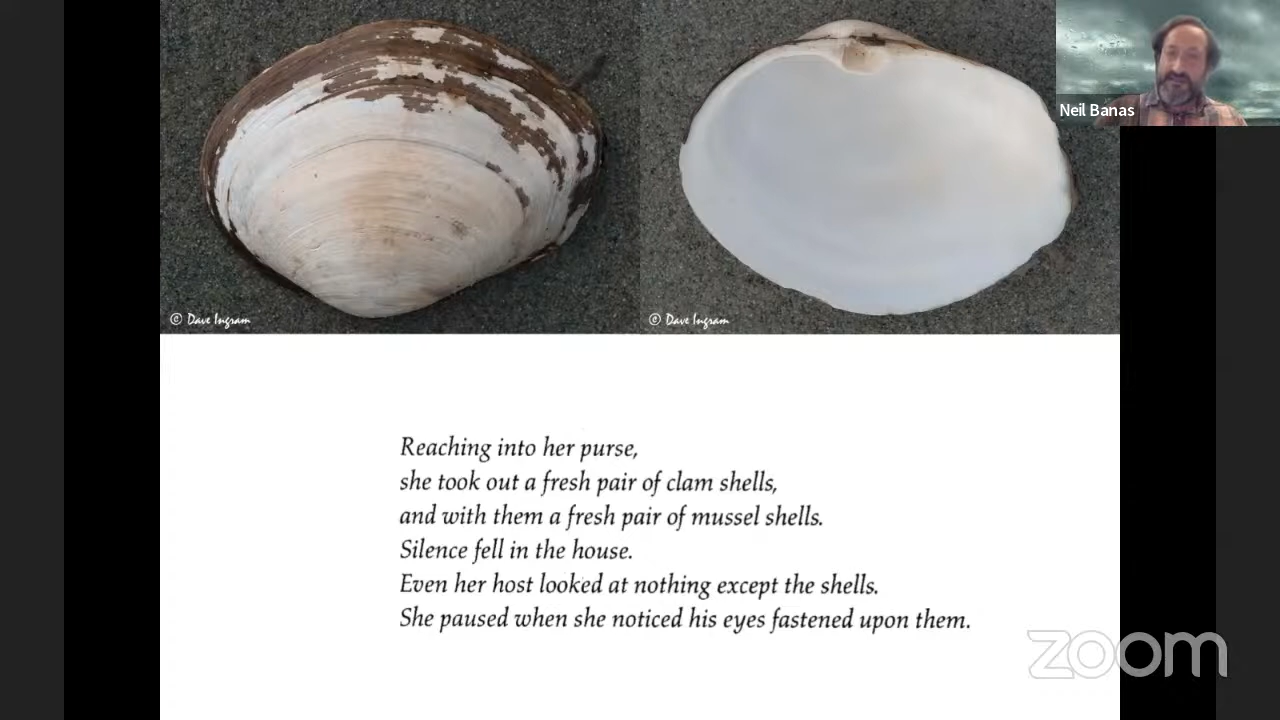 Neil Banas
© Dave Ingram
© Dave Ingram
Reaching into her purse,
she took out a fresh pair of clam shells,
and with them a fresh pair of mussel shells.
Silence fell in the house.
Even her host looked at nothing except the shells.
She paused when she noticed his eyes fastened upon them.
zoom